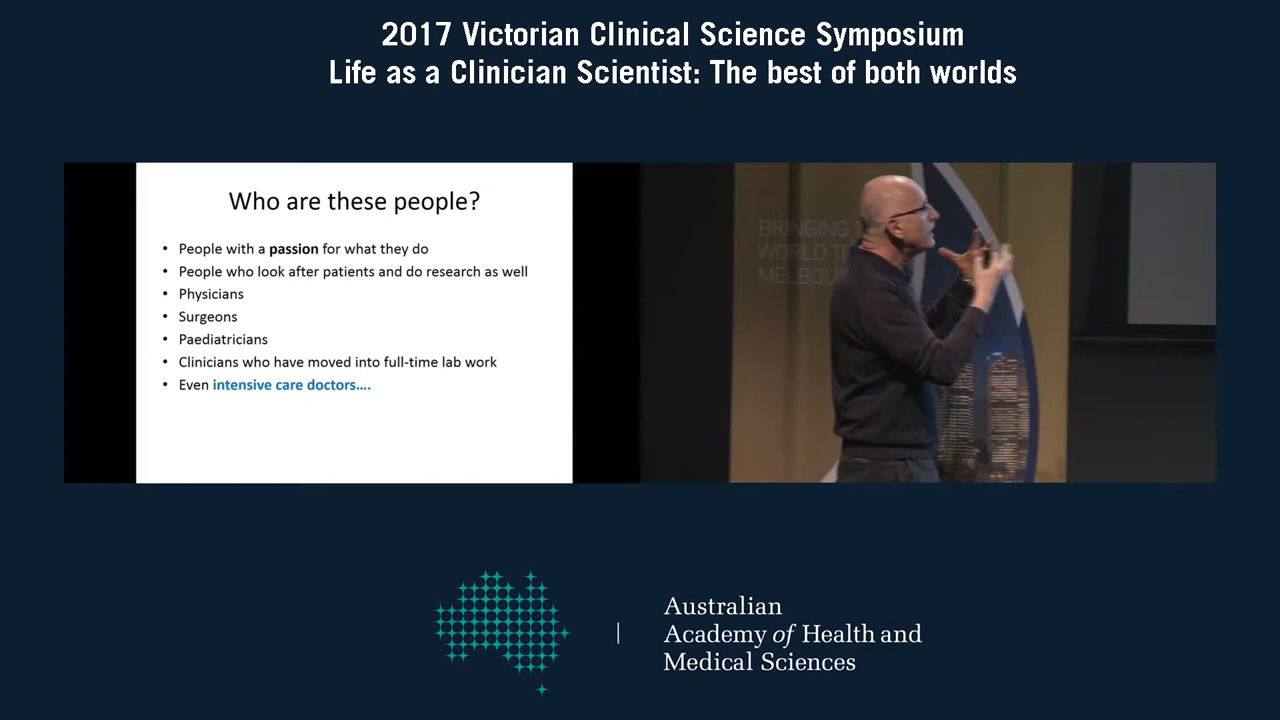 2017 Victorian Clinical Science Symposium
Life as a Clinician Scientist: The best of both worlds
Who are these people?
• People with a passion for what they do
• People who look after patients and do research as well
• Physicians
• Surgeons
• Paediatricians
• Clinicians who have moved into full-time lab work
• Even intensive care doctors....
BRINGING
WORLD
Australian
Academy of Health and
Medical Sciences